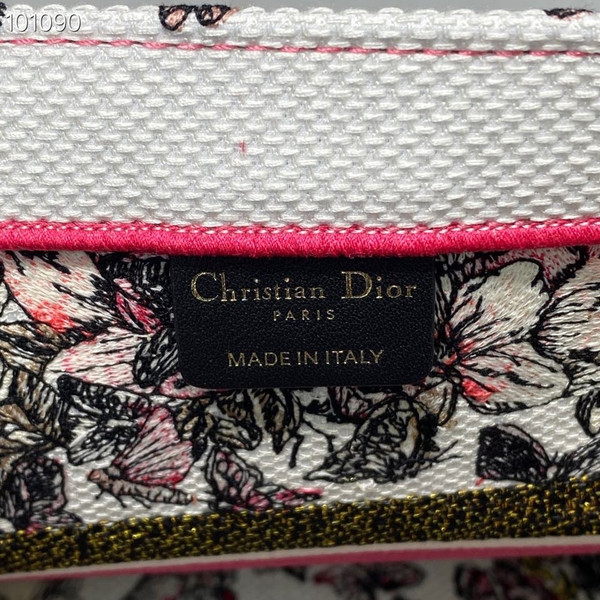 101090
Christian Dior
PARIS
MADE IN ITALY